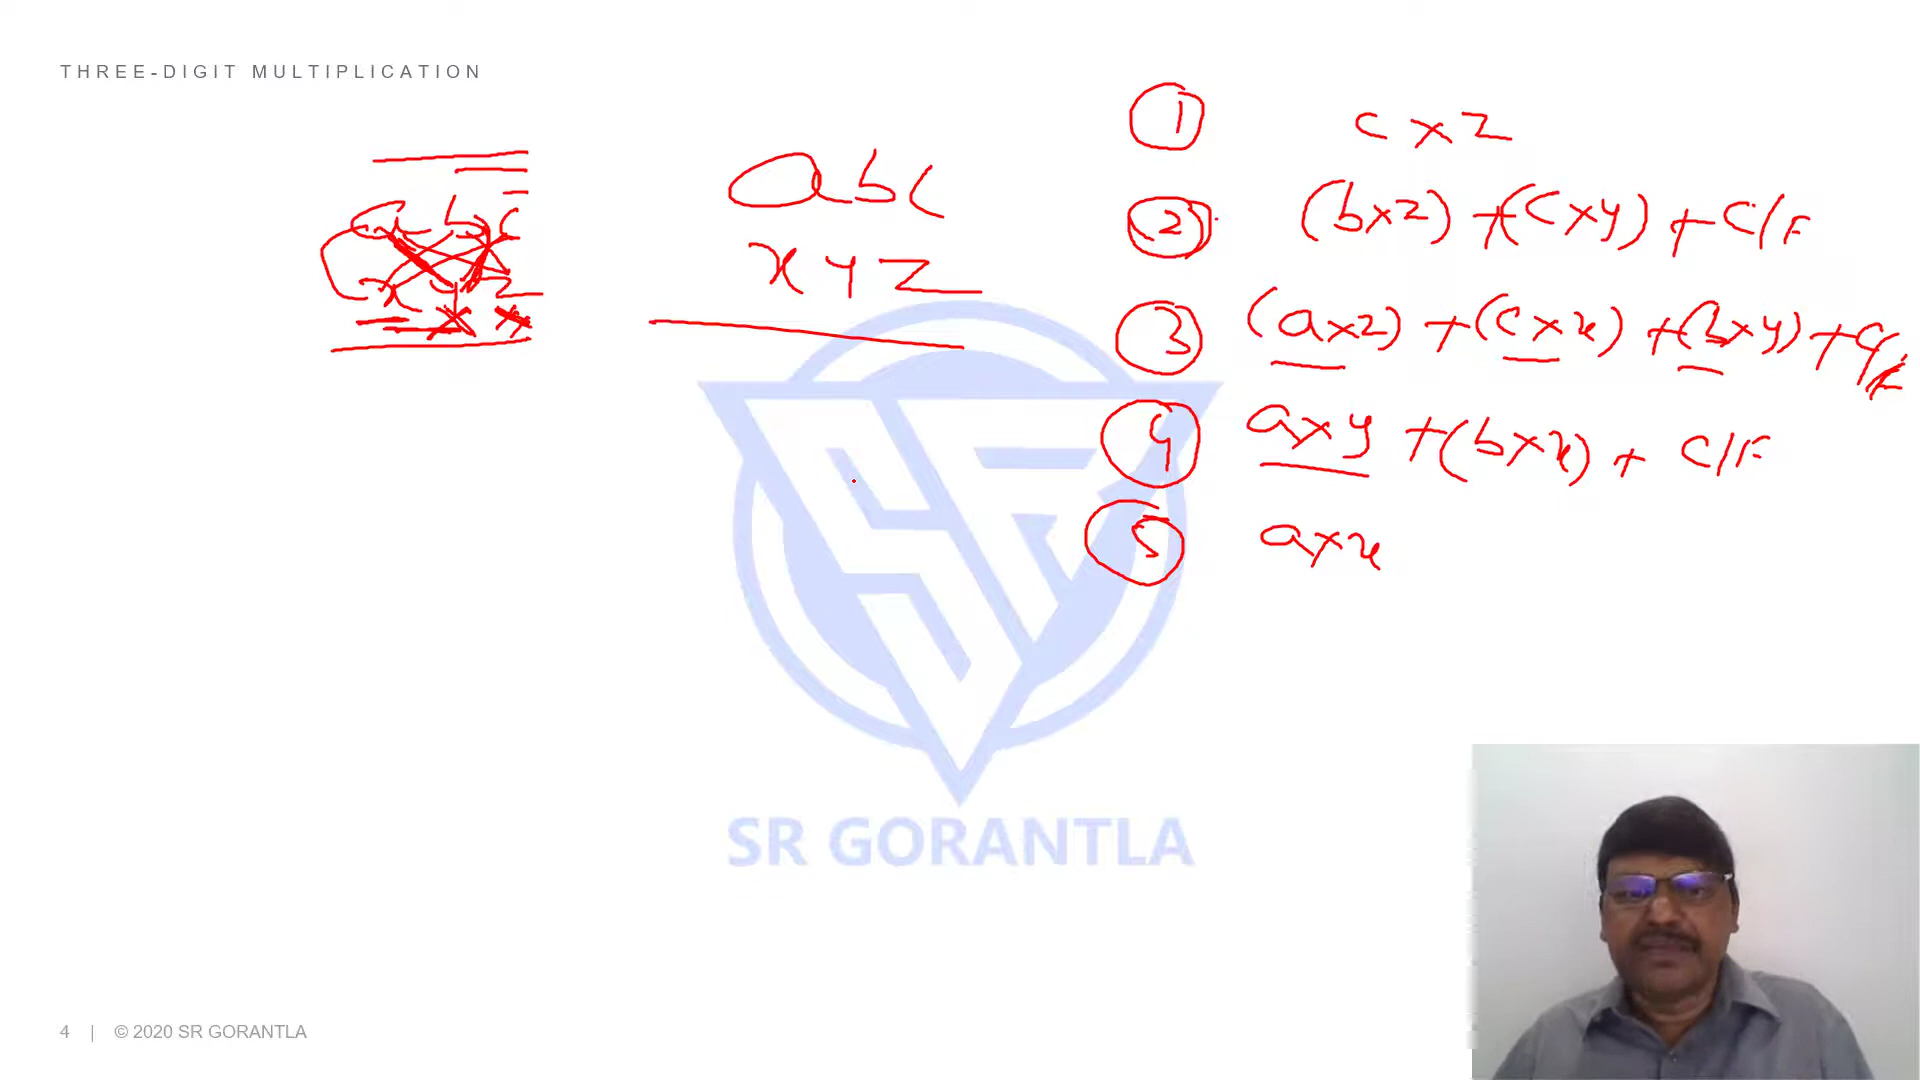 THREE-DIGIT MULTIPLICATION
a b c
x y z
abc
xyz
1 c x z
2 (b x z) + (c x y) + C/F
3 (a x z) + (c x x) + (b x y) + C/F
4 a x y + (b x x) + C/F
5 a x x
SR GORANTLA
4 | © 2020 SR GORANTLA